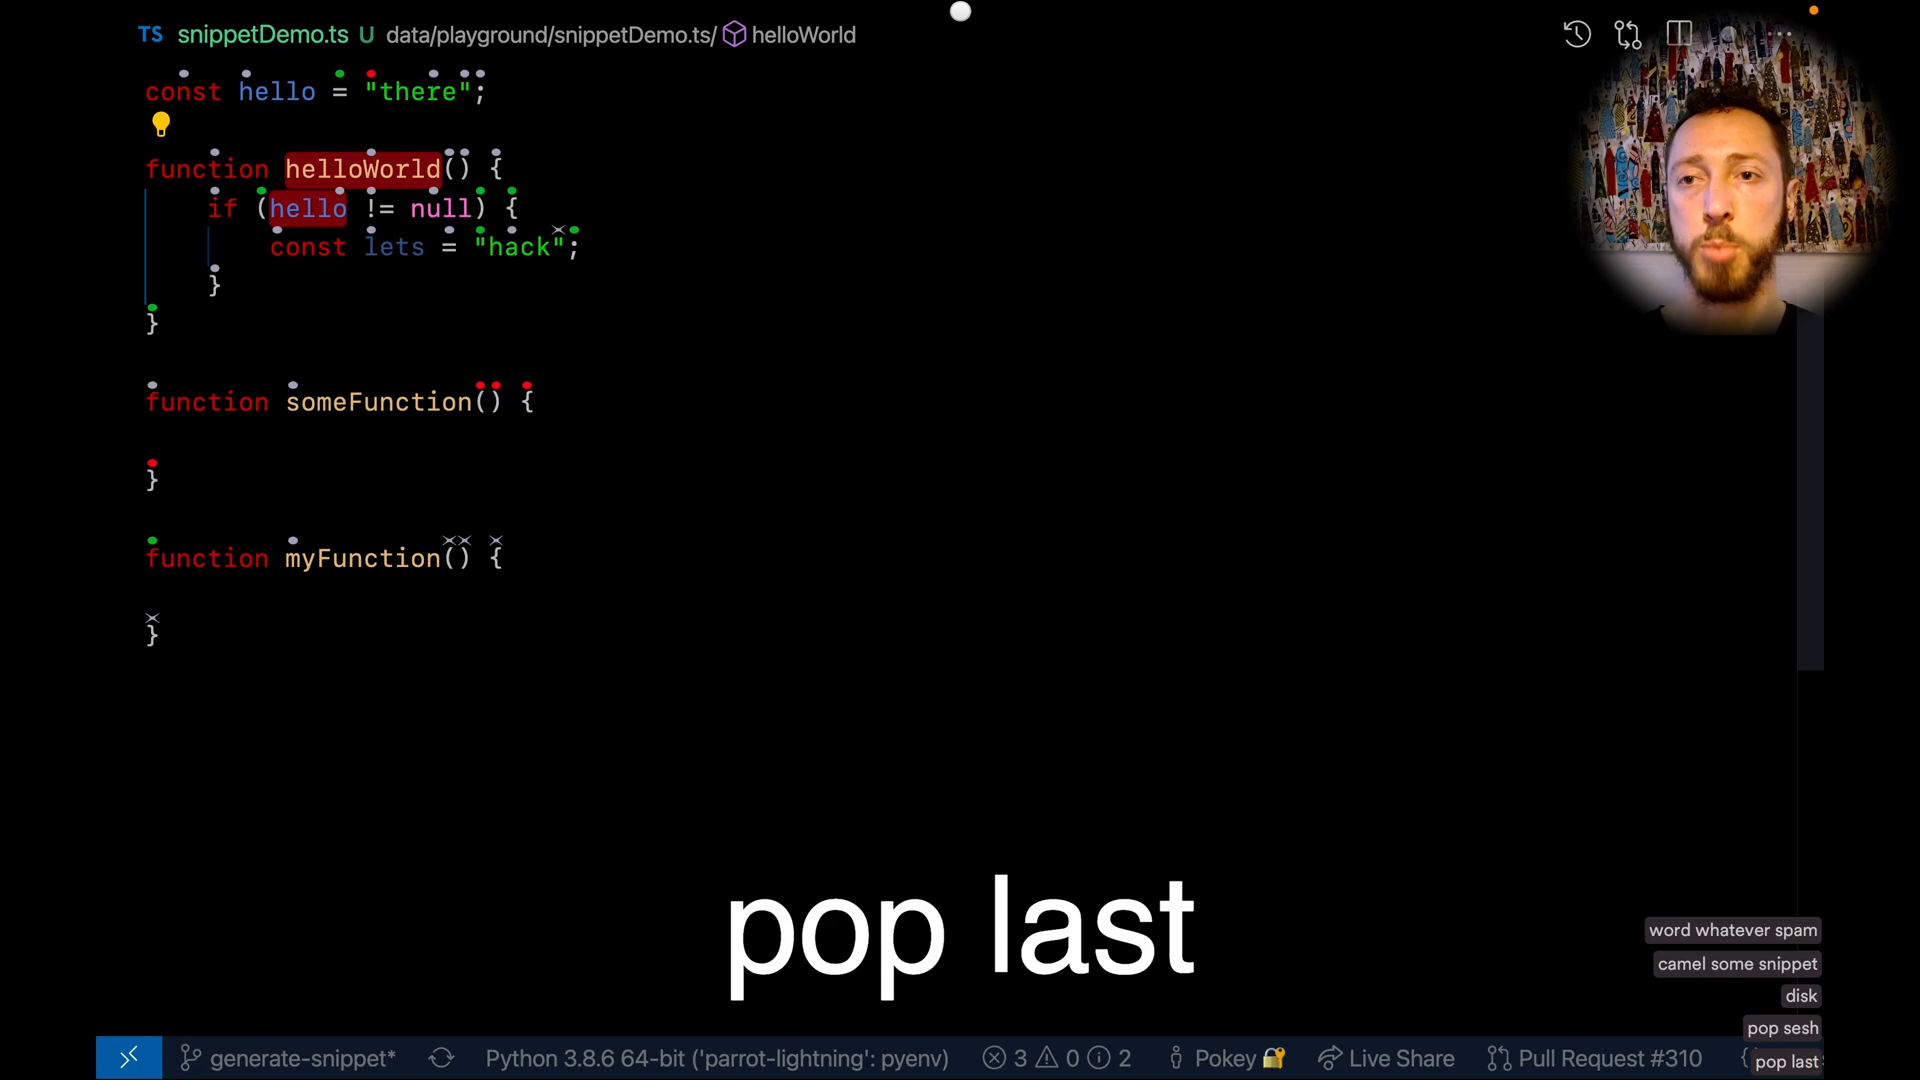 TS snippetDemo.ts U data/playground/snippetDemo.ts/ helloWorld
const hello = "there";
function helloWorld() {
if (hello != null) {
const lets = "hack";
}
}
function someFunction() {
}
function myFunction() {
}
pop last
word whatever spam
camel some snippet
disk
pop sesh
pop last
generate-snippet* Python 3.8.6 64-bit ('parrot-lightning': pyenv) 3 0 2 Pokey Live Share Pull Request #310 {